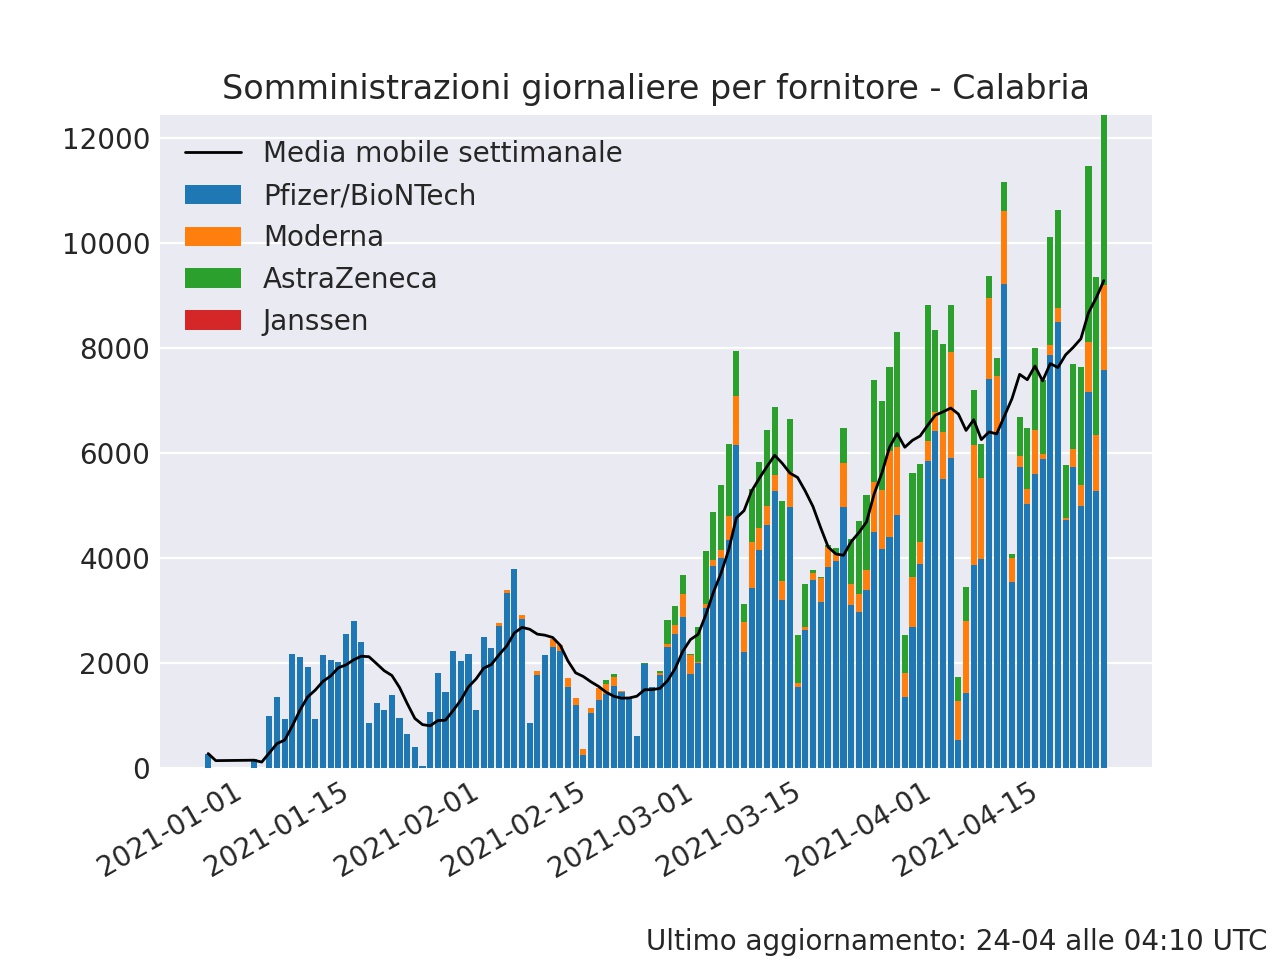 Somministrazioni giornaliere per fornitore - Calabria
12000
10000
8000
6000
4000
2000
0
Media mobile settimanale
Pfizer/BioNTech
Moderna
AstraZeneca
Janssen
2021-01-01
2021-01-15
2021-02-01
2021-02-15
2021-03-01
2021-03-15
2021-04-01
2021-04-15
Ultimo aggiornamento: 24-04 alle 04:10 UTC